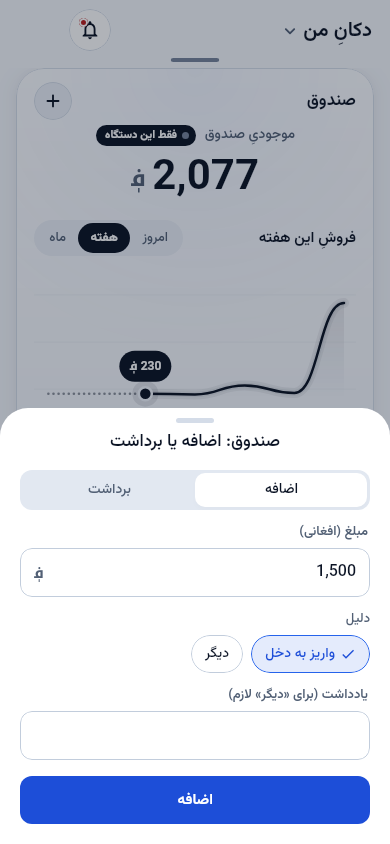 دکانِ من
صندوق
موجودیِ صندوق
فقط این دستگاه
2,077 ؋
فروشِ این هفته
امروز
هفته
ماه
230 ؋
صندوق: اضافه یا برداشت
اضافه
برداشت
مبلغ (افغانی)
1,500
؋
دلیل
واریز به دخل
دیگر
یادداشت (برای «دیگر» لازم)
اضافه